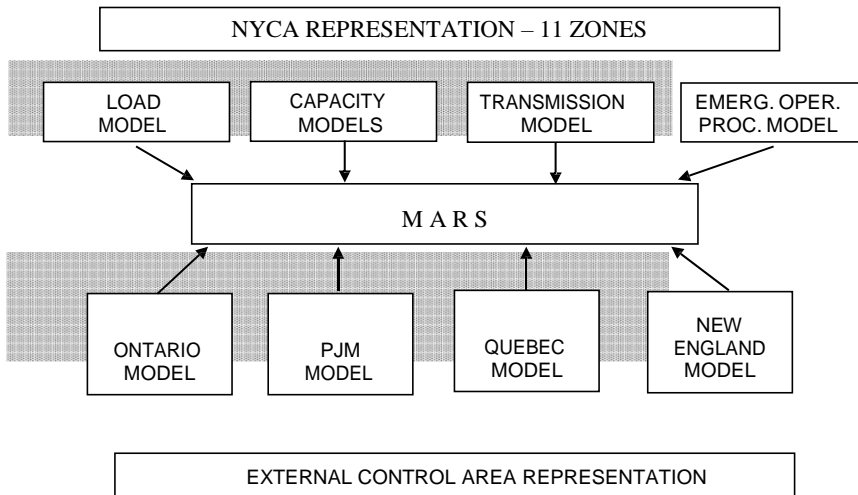 NYCA REPRESENTATION – 11 ZONES
LOAD
MODEL
CAPACITY
MODELS
TRANSMISSION
MODEL
EMERG. OPER.
PROC. MODEL
M A R S
ONTARIO
MODEL
PJM
MODEL
QUEBEC
MODEL
NEW
ENGLAND
MODEL
EXTERNAL CONTROL AREA REPRESENTATION